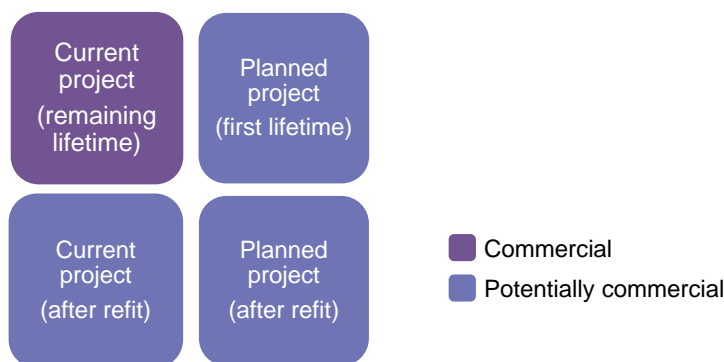 Current
project
(remaining
lifetime)
Planned
project
(first lifetime)
Current
project
(after refit)
Planned
project
(after refit)
Commercial
Potentially commercial